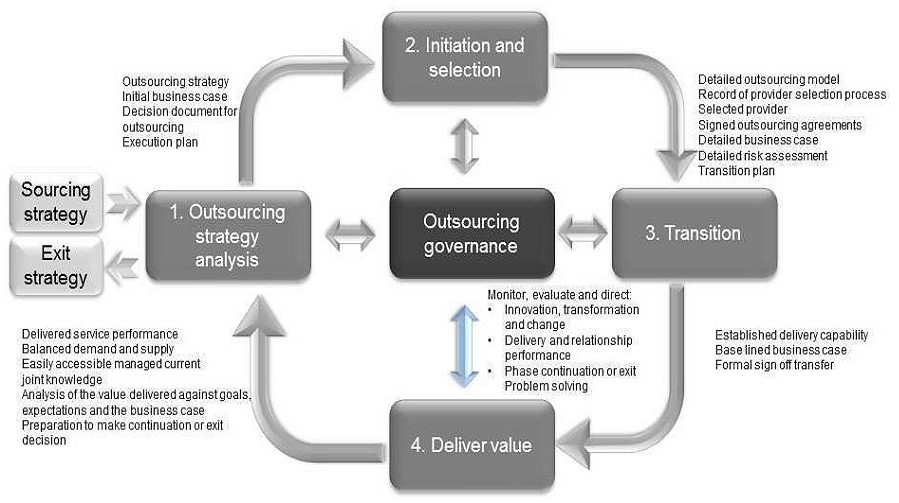 2. Initiation and
selection
Outsourcing strategy
Initial business case
Decision document for
outsourcing
Execution plan
Detailed outsourcing model
Record of provider selection process
Selected provider
Signed outsourcing agreements
Detailed business case
Detailed risk assessment
Transition plan
Sourcing
strategy
Exit
strategy
1. Outsourcing
strategy
analysis
Outsourcing
governance
3. Transition
Monitor, evaluate and direct:
• Innovation, transformation
and change
• Delivery and relationship
performance
• Phase continuation or exit
Problem solving
Delivered service performance
Balanced demand and supply
Easily accessible managed current
joint knowledge
Analysis of the value delivered against goals,
expectations and the business case
Preparation to make continuation or exit
decision
Established delivery capability
Base lined business case
Formal sign off transfer
4. Deliver value